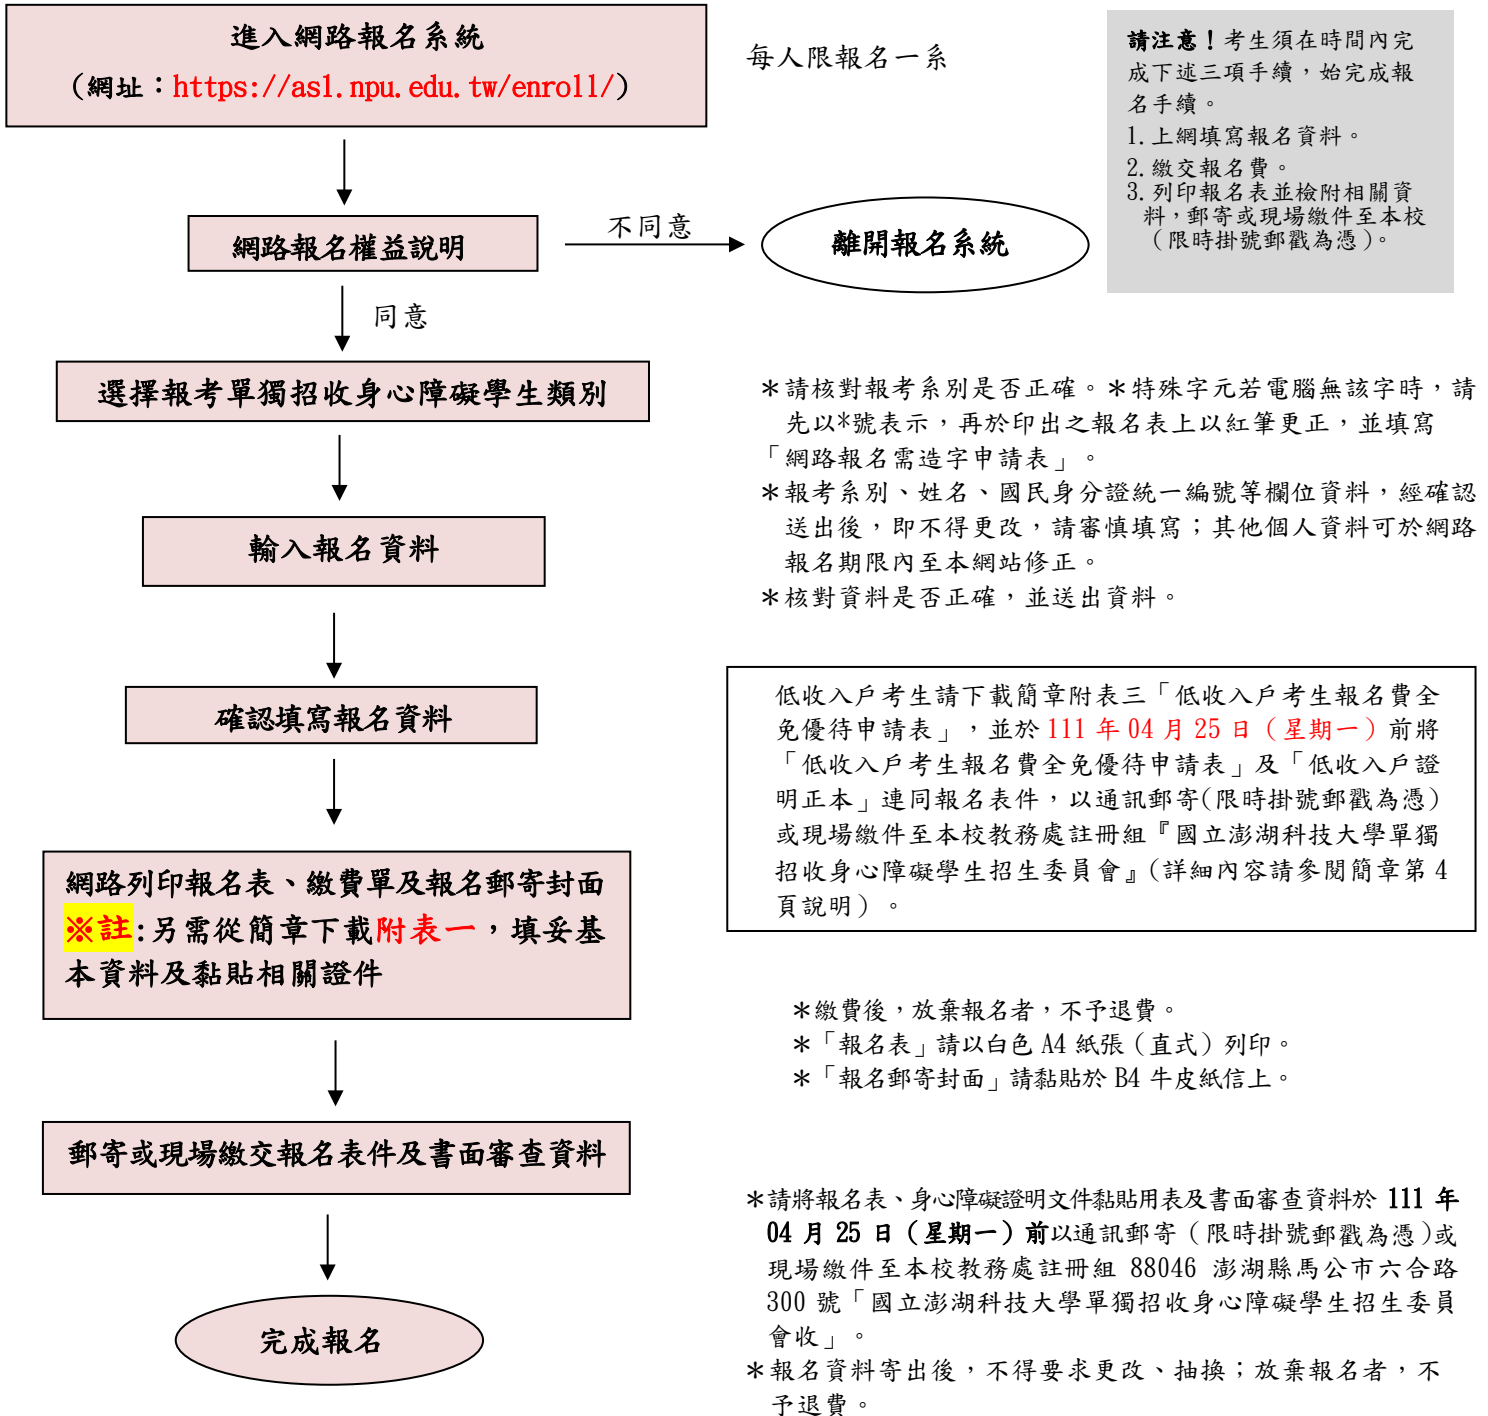 進入網路報名系統
(網址：https://as1.npu.edu.tw/enroll/)
每人限報名一系
請注意！考生須在時間內完
成下述三項手續，始完成報
名手續。
1.上網填寫報名資料。
2.繳交報名費。
3.列印報名表並檢附相關資
料，郵寄或現場繳件至本校
(限時掛號郵戳為憑)。
網路報名權益說明
不同意
離開報名系統
同意
選擇報考單獨招收身心障礙學生類別
＊請核對報考系別是否正確。＊特殊字元若電腦無該字時，請
先以*號表示，再於印出之報名表上以紅筆更正，並填寫
「網路報名需造字申請表」。
＊報考系別、姓名、國民身分證統一編號等欄位資料，經確認
送出後，即不得更改，請審慎填寫；其他個人資料可於網路
報名期限內至本網站修正。
＊核對資料是否正確，並送出資料。
輸入報名資料
確認填寫報名資料
低收入戶考生請下載簡章附表三「低收入戶考生報名費全
免優待申請表」，並於 111 年 04 月 25 日（星期一）前將
「低收入戶考生報名費全免優待申請表」及「低收入戶證
明正本」連同報名表件，以通訊郵寄(限時掛號郵戳為憑)
或現場繳件至本校教務處註冊組『國立澎湖科技大學單獨
招收身心障礙學生招生委員會』(詳細內容請參閱簡章第 4
頁說明）。
網路列印報名表、繳費單及報名郵寄封面
※註:另需從簡章下載附表一，填妥基
本資料及黏貼相關證件
＊繳費後，放棄報名者，不予退費。
＊「報名表」請以白色 A4 紙張（直式）列印。
＊「報名郵寄封面」請黏貼於 B4 牛皮紙信上。
郵寄或現場繳交報名表件及書面審查資料
＊請將報名表、身心障礙證明文件黏貼用表及書面審查資料於 111 年
04 月 25 日（星期一）前以通訊郵寄（限時掛號郵戳為憑)或
現場繳件至本校教務處註冊組 88046 澎湖縣馬公市六合路
300 號「國立澎湖科技大學單獨招收身心障礙學生招生委員
會收」。
＊報名資料寄出後，不得要求更改、抽換；放棄報名者，不
予退費。
完成報名